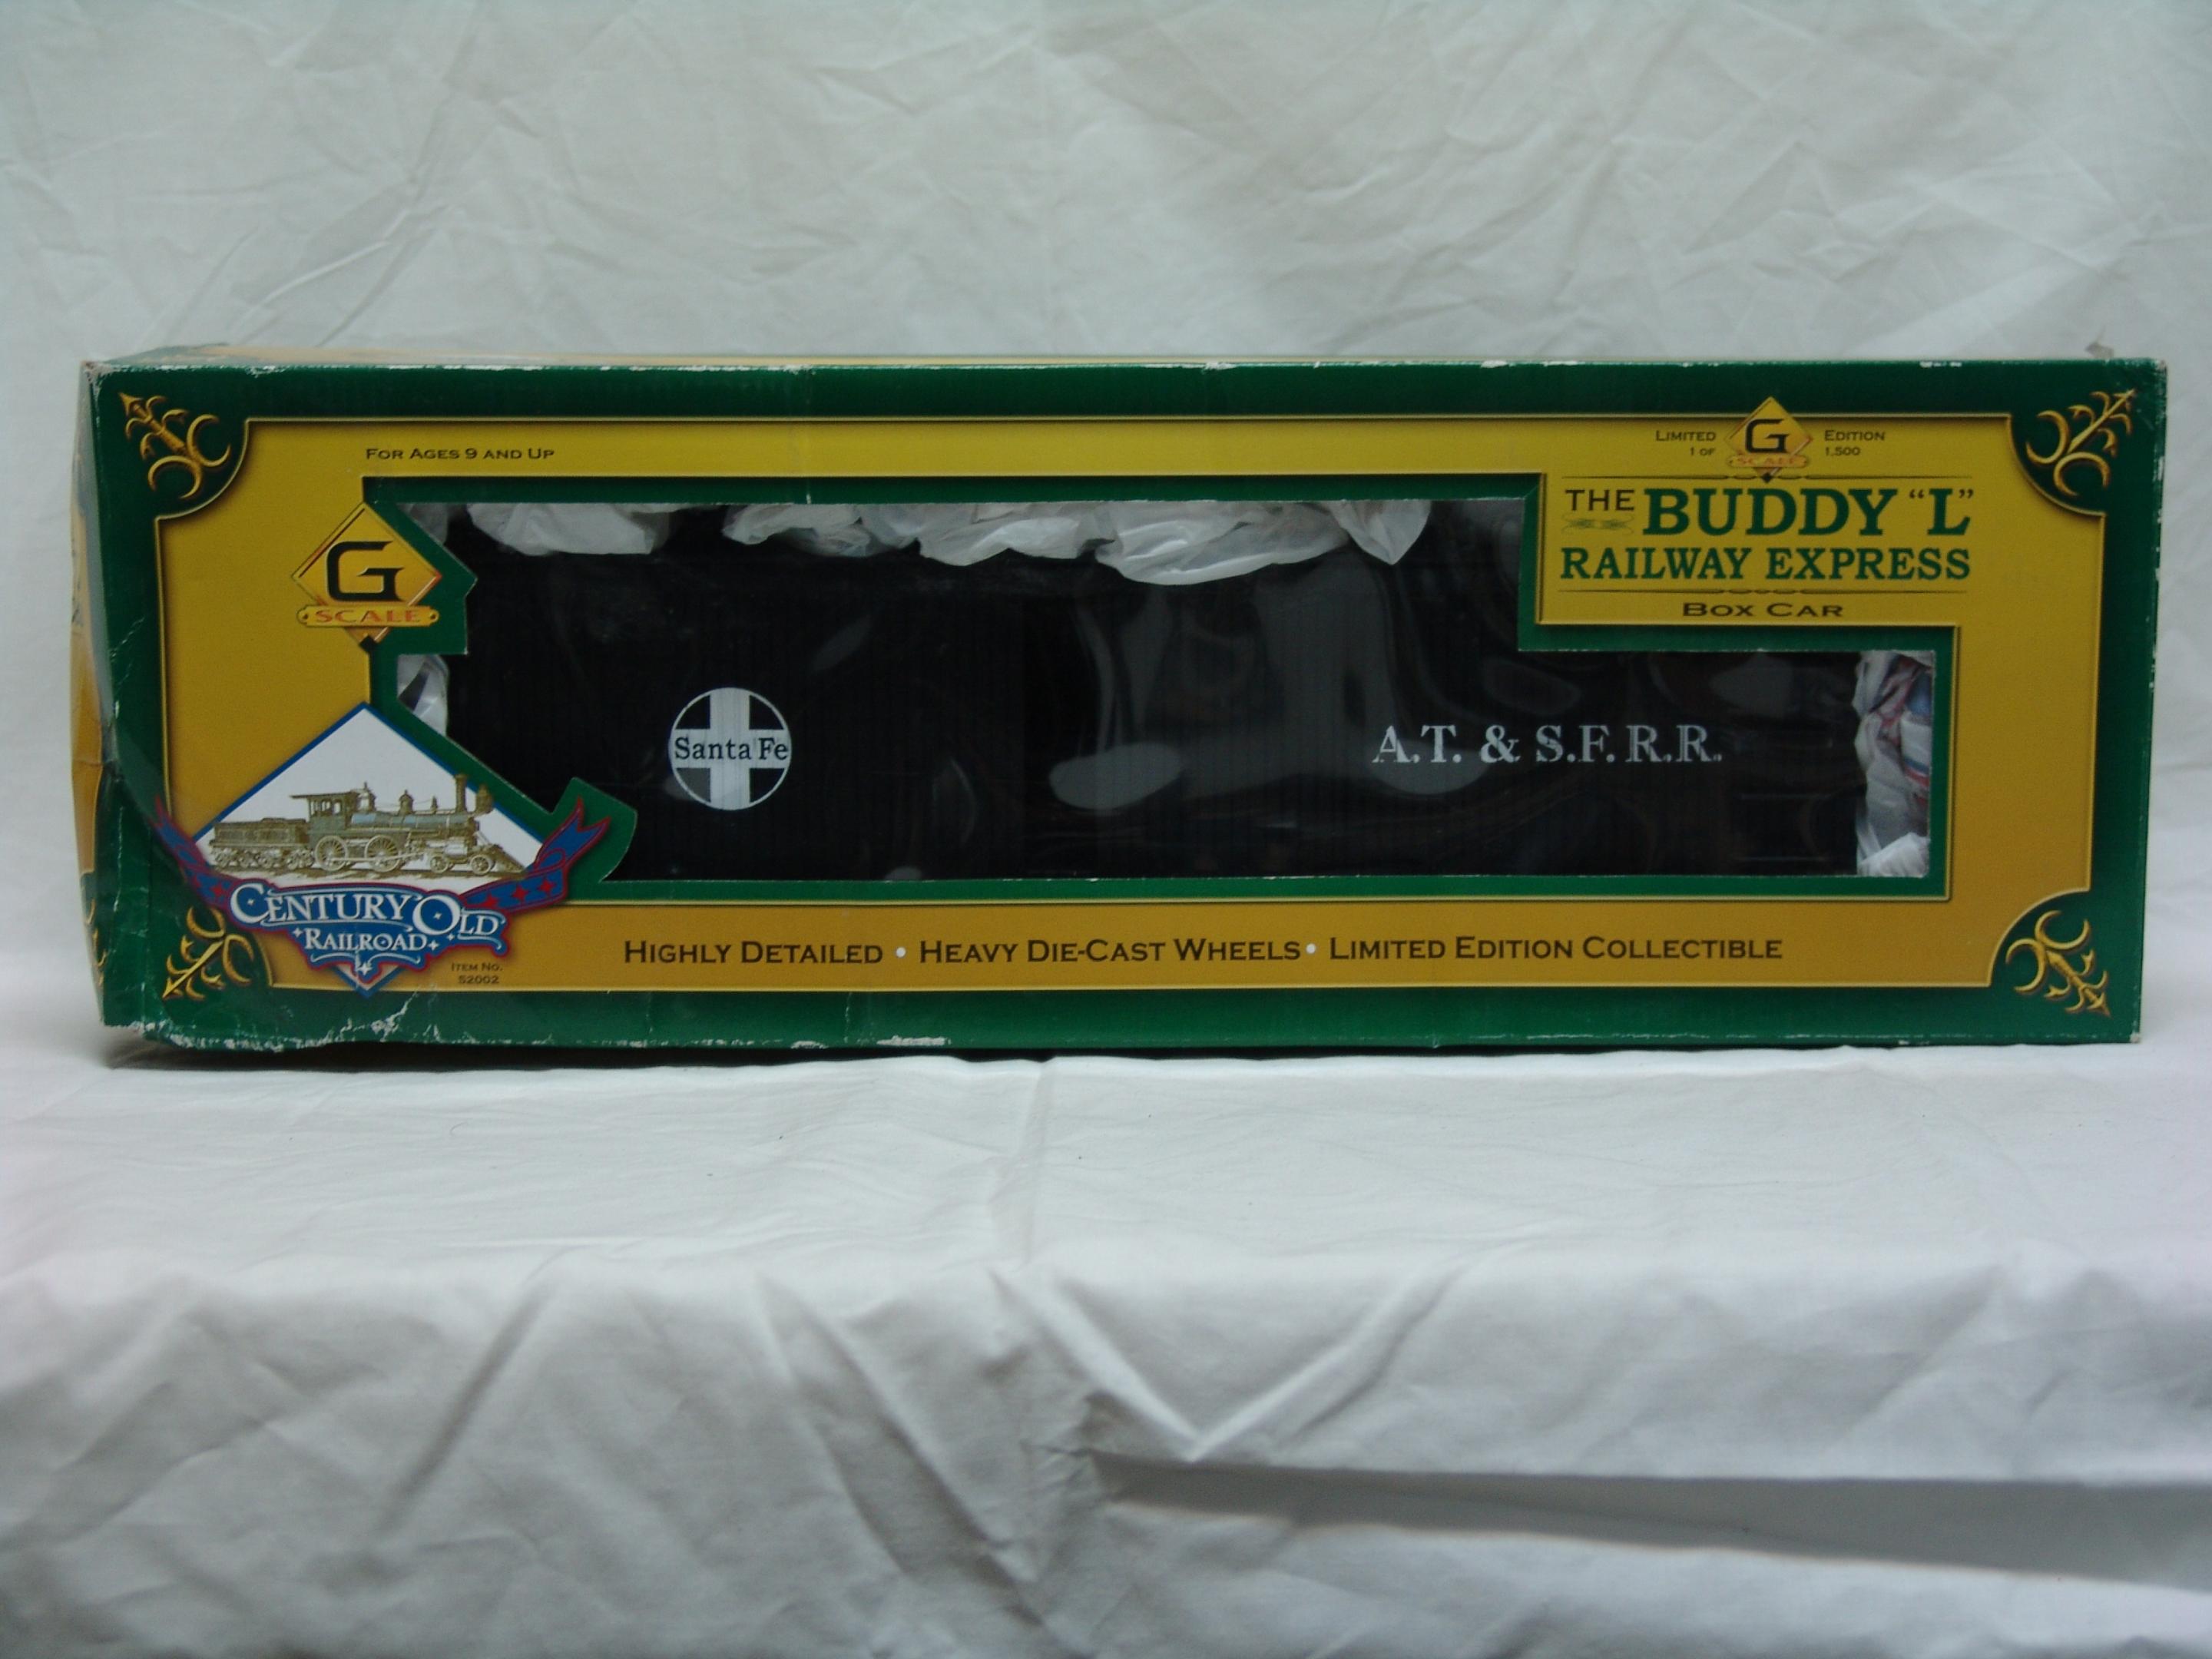 FOR AGES 9 AND UP
LIMITED EDITION
1 OF 1,500
G
SCALE
THE BUDDY "L"
RAILWAY EXPRESS
BOX CAR
G
SCALE
Santa Fe
A.T. & S.F. R.R.
CENTURY OLD
RAILROAD
ITEM NO.
52002
HIGHLY DETAILED • HEAVY DIE-CAST WHEELS • LIMITED EDITION COLLECTIBLE